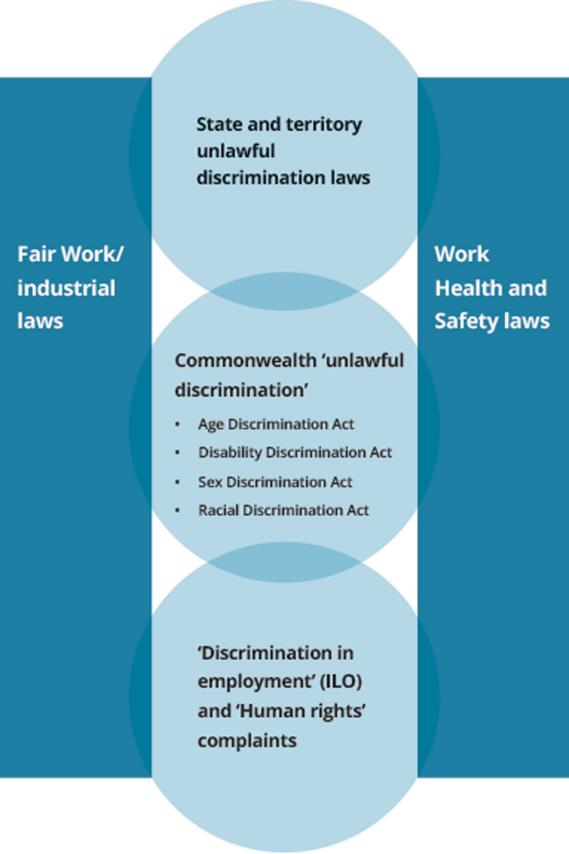 State and territory
unlawful
discrimination laws
Fair Work/
industrial
laws
Work
Health and
Safety laws
Commonwealth ‘unlawful
discrimination’
• Age Discrimination Act
• Disability Discrimination Act
• Sex Discrimination Act
• Racial Discrimination Act
‘Discrimination in
employment’ (ILO)
and ‘Human rights’
complaints